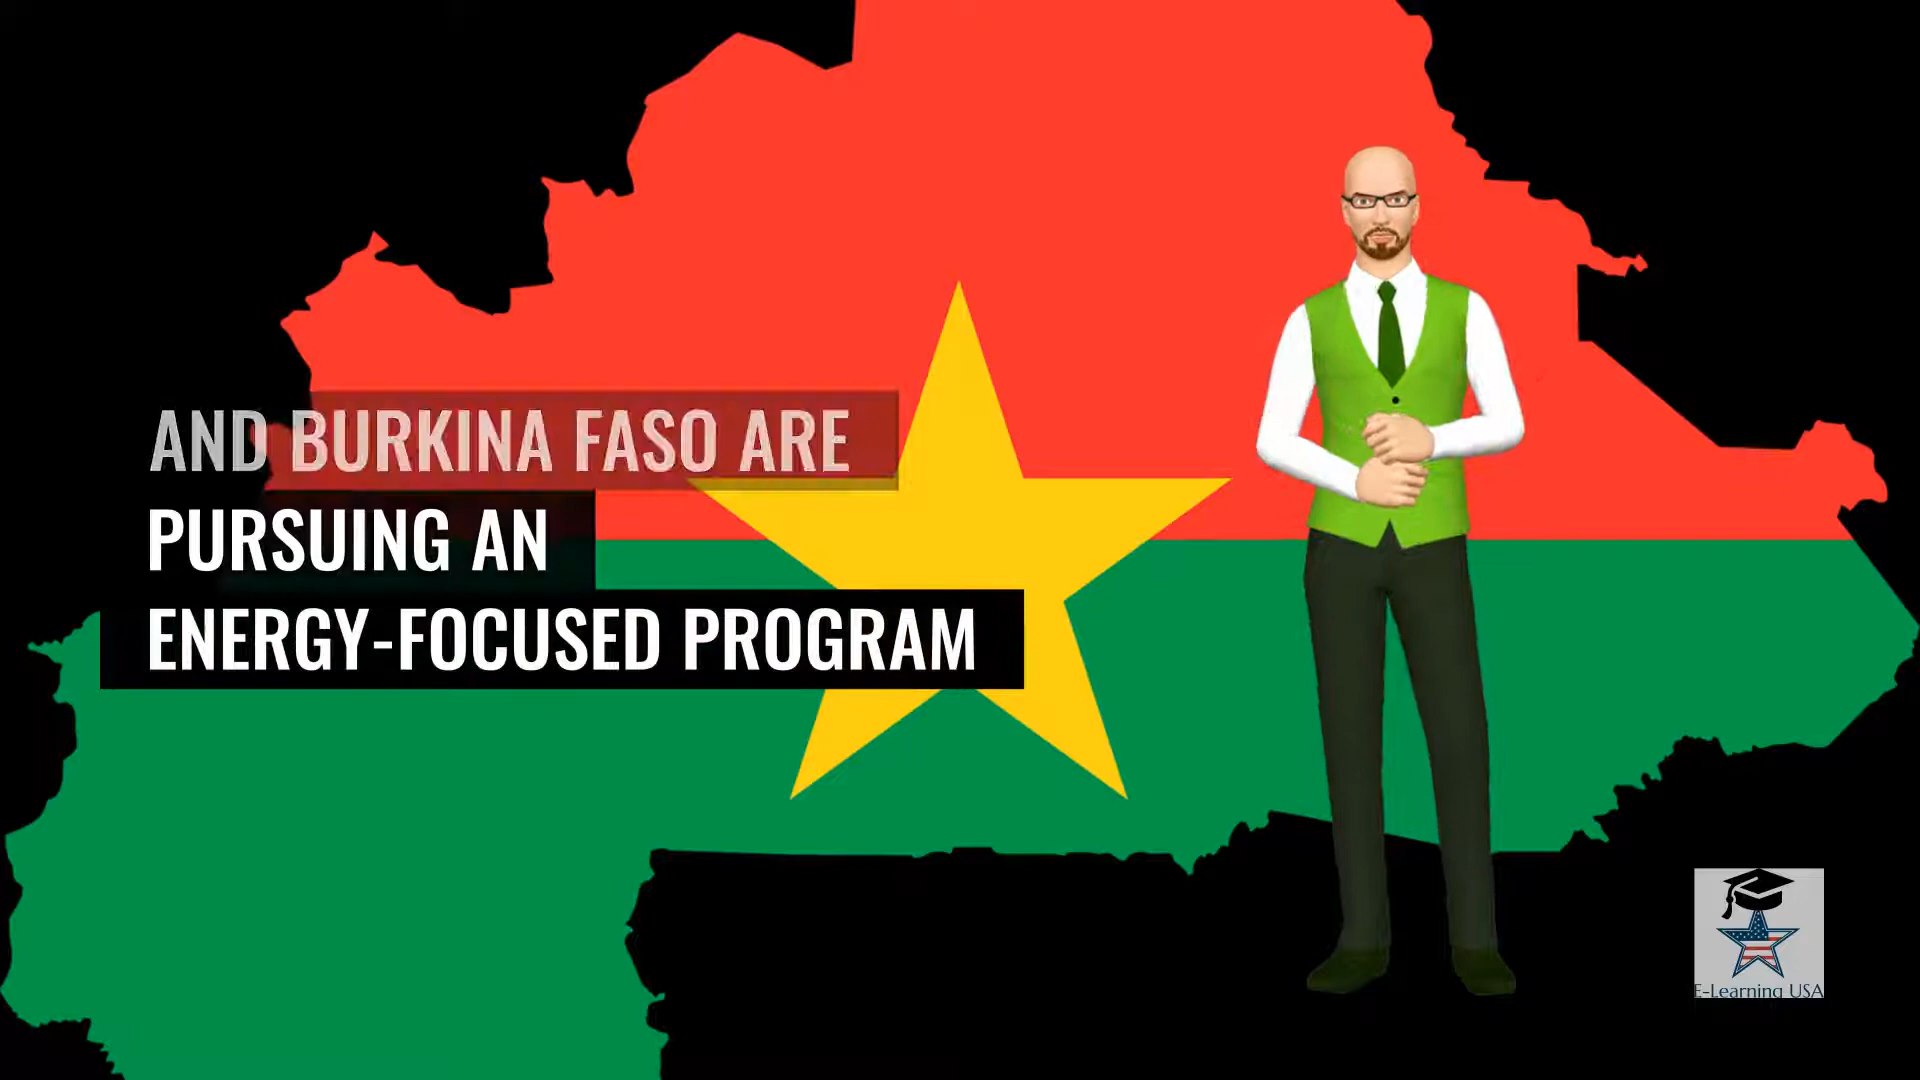 AND BURKINA FASO ARE
PURSUING AN
ENERGY-FOCUSED PROGRAM
E-Learning USA